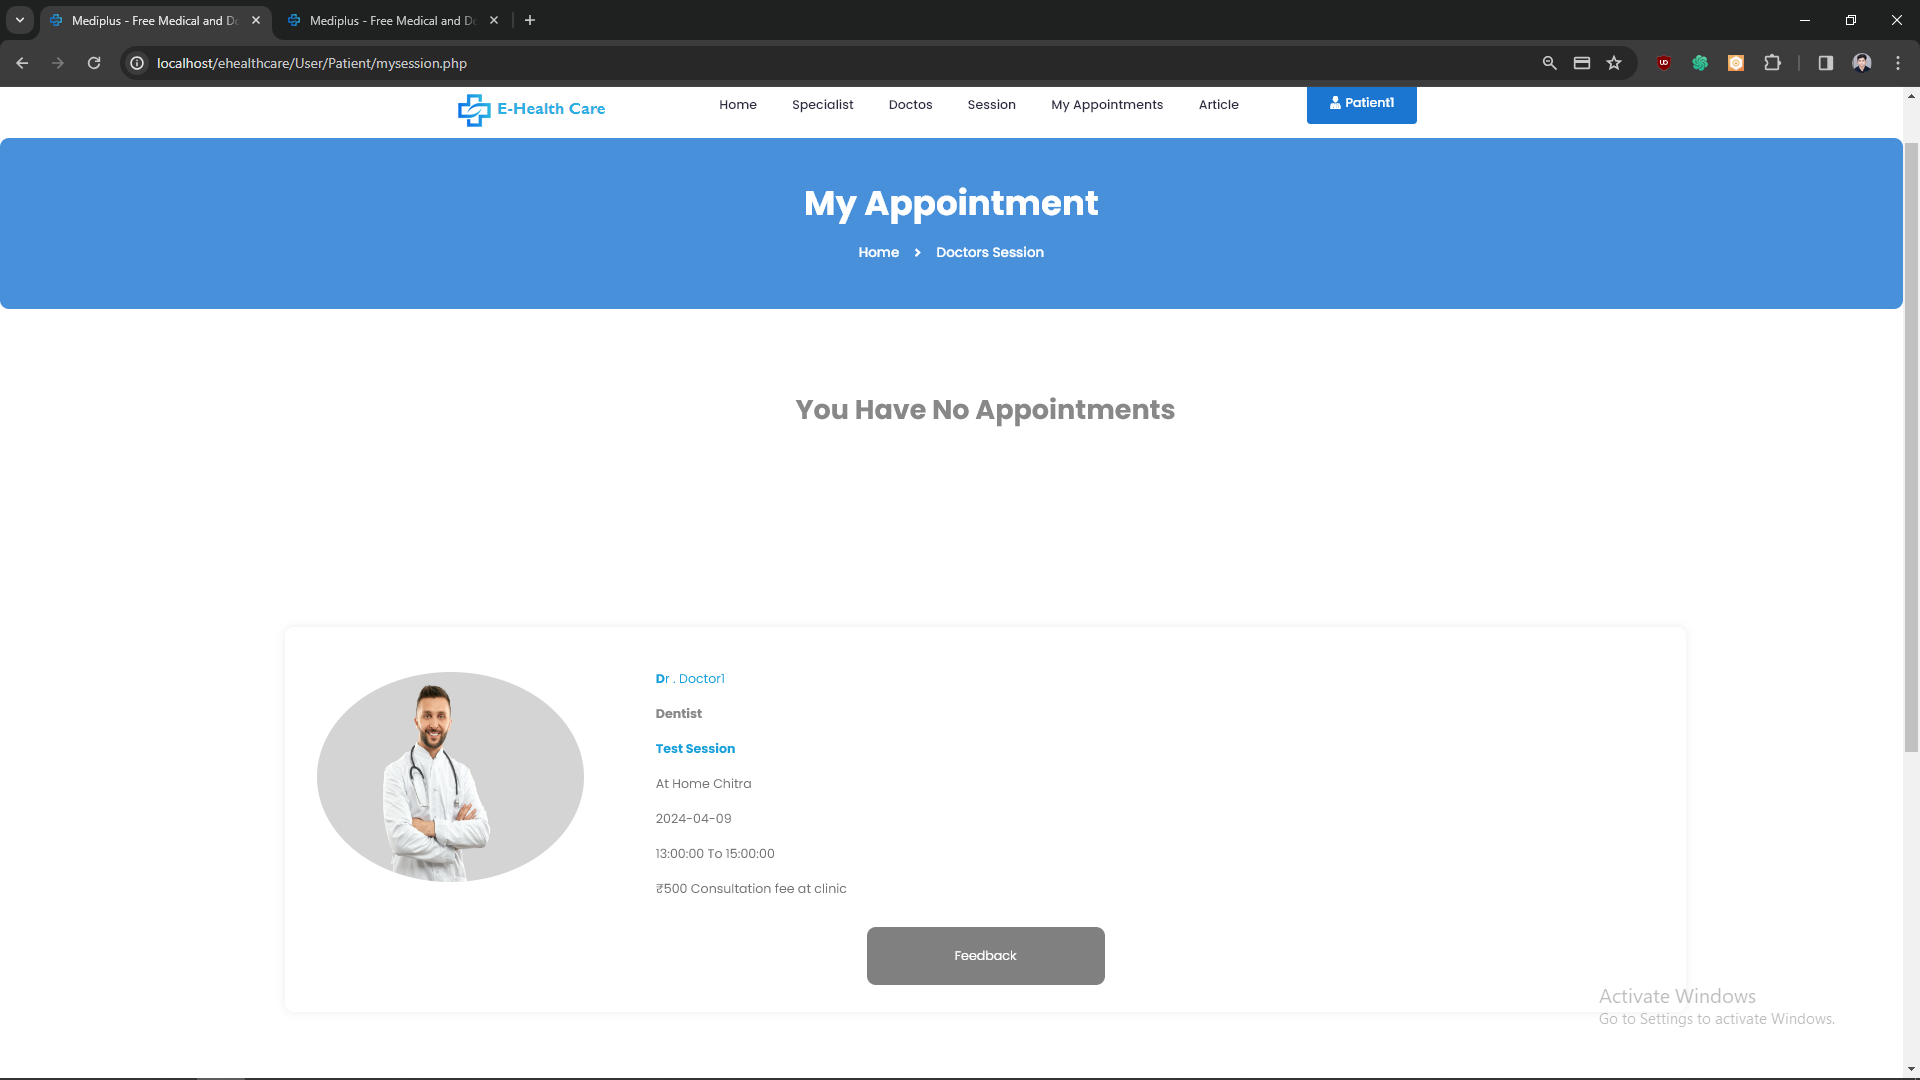 Mediplus - Free Medical and Do
Mediplus - Free Medical and Do
localhost/ehealthcare/User/Patient/mysession.php
E-Health Care
Home
Specialist
Doctos
Session
My Appointments
Article
Patient1
My Appointment
Home
Doctors Session
You Have No Appointments
Dr . Doctor1
Dentist
Test Session
At Home Chitra
2024-04-09
13:00:00 To 15:00:00
₹500 Consultation fee at clinic
Feedback
Activate Windows
Go to Settings to activate Windows.